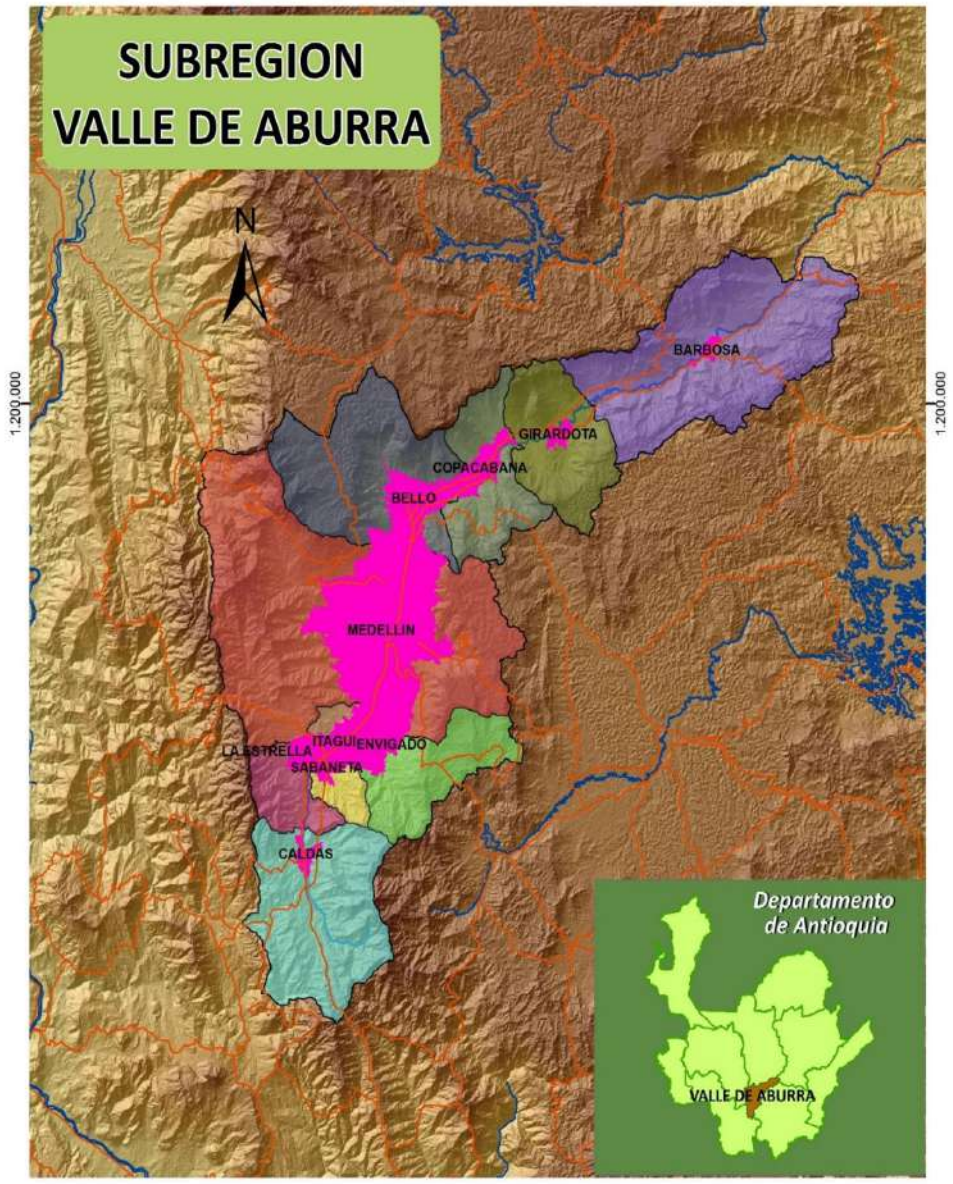 SUBREGION
VALLE DE ABURRA
N
1.200.000
1.200.000
BARBOSA
GIRARDOTA
COPACABANA
BELLO
MEDELLIN
ITAGUI
ENVIGADO
LA ESTRELLA
SABANETA
CALDAS
Departamento
de Antioquia
VALLE DE ABURRA